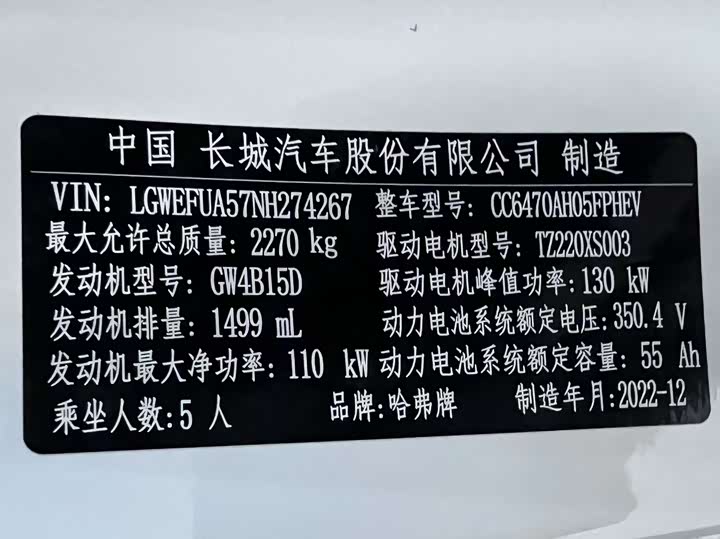 中国 长城汽车股份有限公司 制造
VIN: LGWEFUA57NH274267 整车型号: CC6470AH05FPHEV
最大允许总质量: 2270 kg 驱动电机型号: TZ220XS003
发动机型号: GW4B15D 驱动电机峰值功率: 130 kW
发动机排量: 1499 mL 动力电池系统额定电压: 350.4 V
发动机最大净功率: 110 kW 动力电池系统额定容量: 55 Ah
乘坐人数: 5 人 品牌: 哈弗牌 制造年月: 2022-12